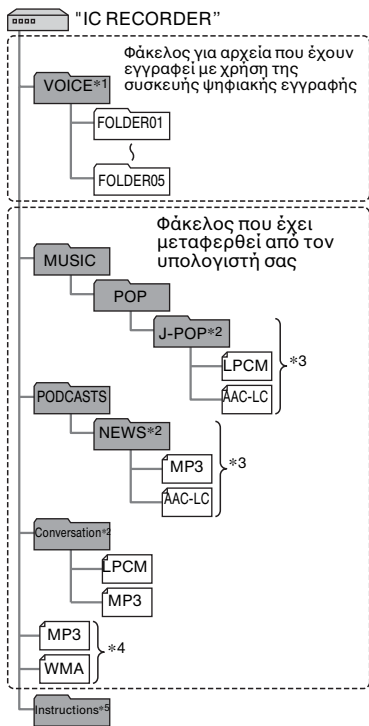 "IC RECORDER"
Φάκελος για αρχεία που έχουν
εγγραφεί με χρήση της
συσκευής ψηφιακής εγγραφής
VOICE*1
FOLDER01
FOLDER05
Φάκελος που έχει
μεταφερθεί από τον
υπολογιστή σας
MUSIC
POP
J-POP*2
LPCM
*3
AAC-LC
PODCASTS
NEWS*2
MP3
*3
AAC-LC
Conversation*2
LPCM
MP3
MP3
*4
WMA
Instructions*5